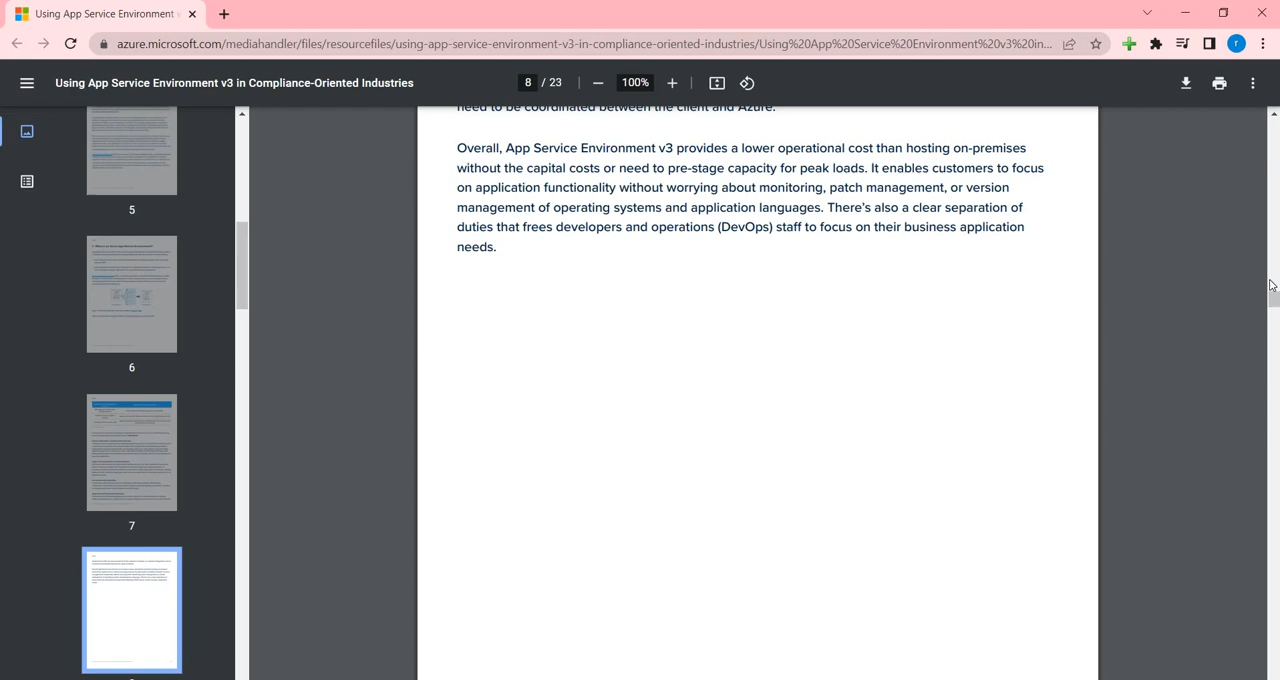 Using App Service Environment v
azure.microsoft.com/mediahandler/files/resourcefiles/using-app-service-environment-v3-in-compliance-oriented-industries/Using%20App%20Service%20Environment%20v3%20in...
r
Using App Service Environment v3 in Compliance-Oriented Industries
8 / 23
100%
5
6
7
need to be coordinated between the client and Azure.
Overall, App Service Environment v3 provides a lower operational cost than hosting on-premises
without the capital costs or need to pre-stage capacity for peak loads. It enables customers to focus
on application functionality without worrying about monitoring, patch management, or version
management of operating systems and application languages. There's also a clear separation of
duties that frees developers and operations (DevOps) staff to focus on their business application
needs.